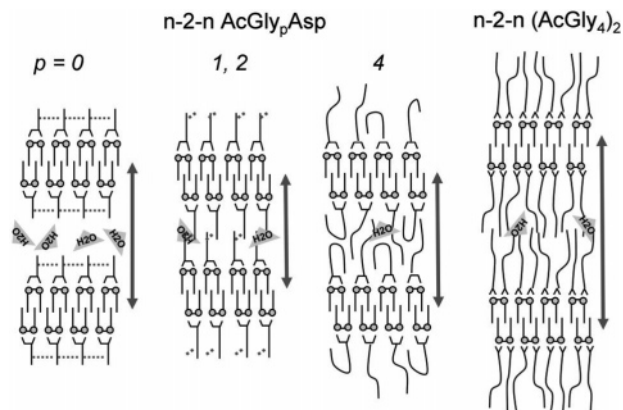 n-2-n AcGlyₚAsp
n-2-n (AcGly₄)₂
p = 0
1, 2
4
H2O
H2O
H2O
H2O
H2O
H2O
H2O
H2O
H2O